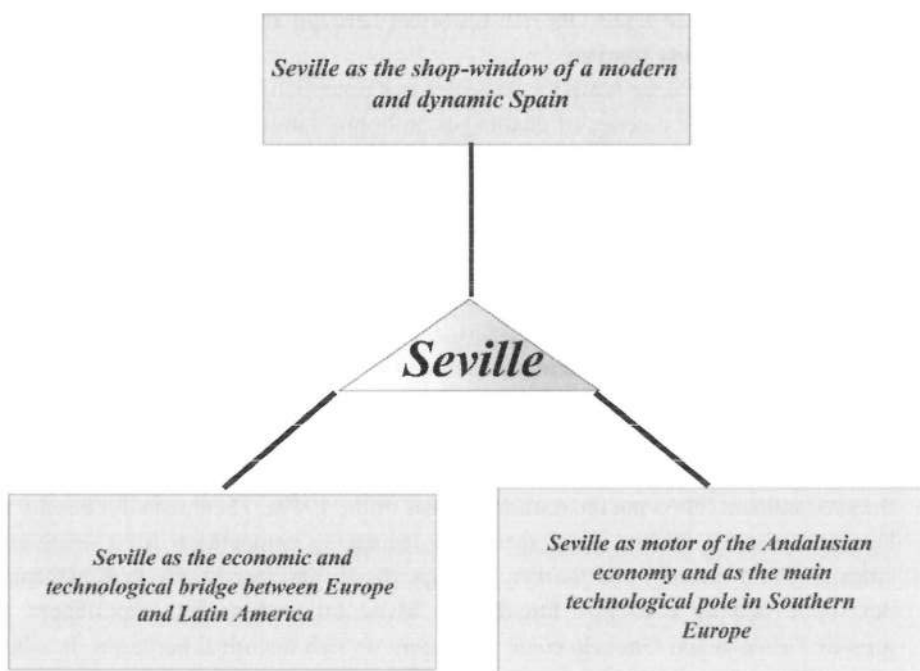 Seville as the shop-window of a modern
and dynamic Spain
Seville
Seville as the economic and
technological bridge between Europe
and Latin America
Seville as motor of the Andalusian
economy and as the main
technological pole in Southern
Europe